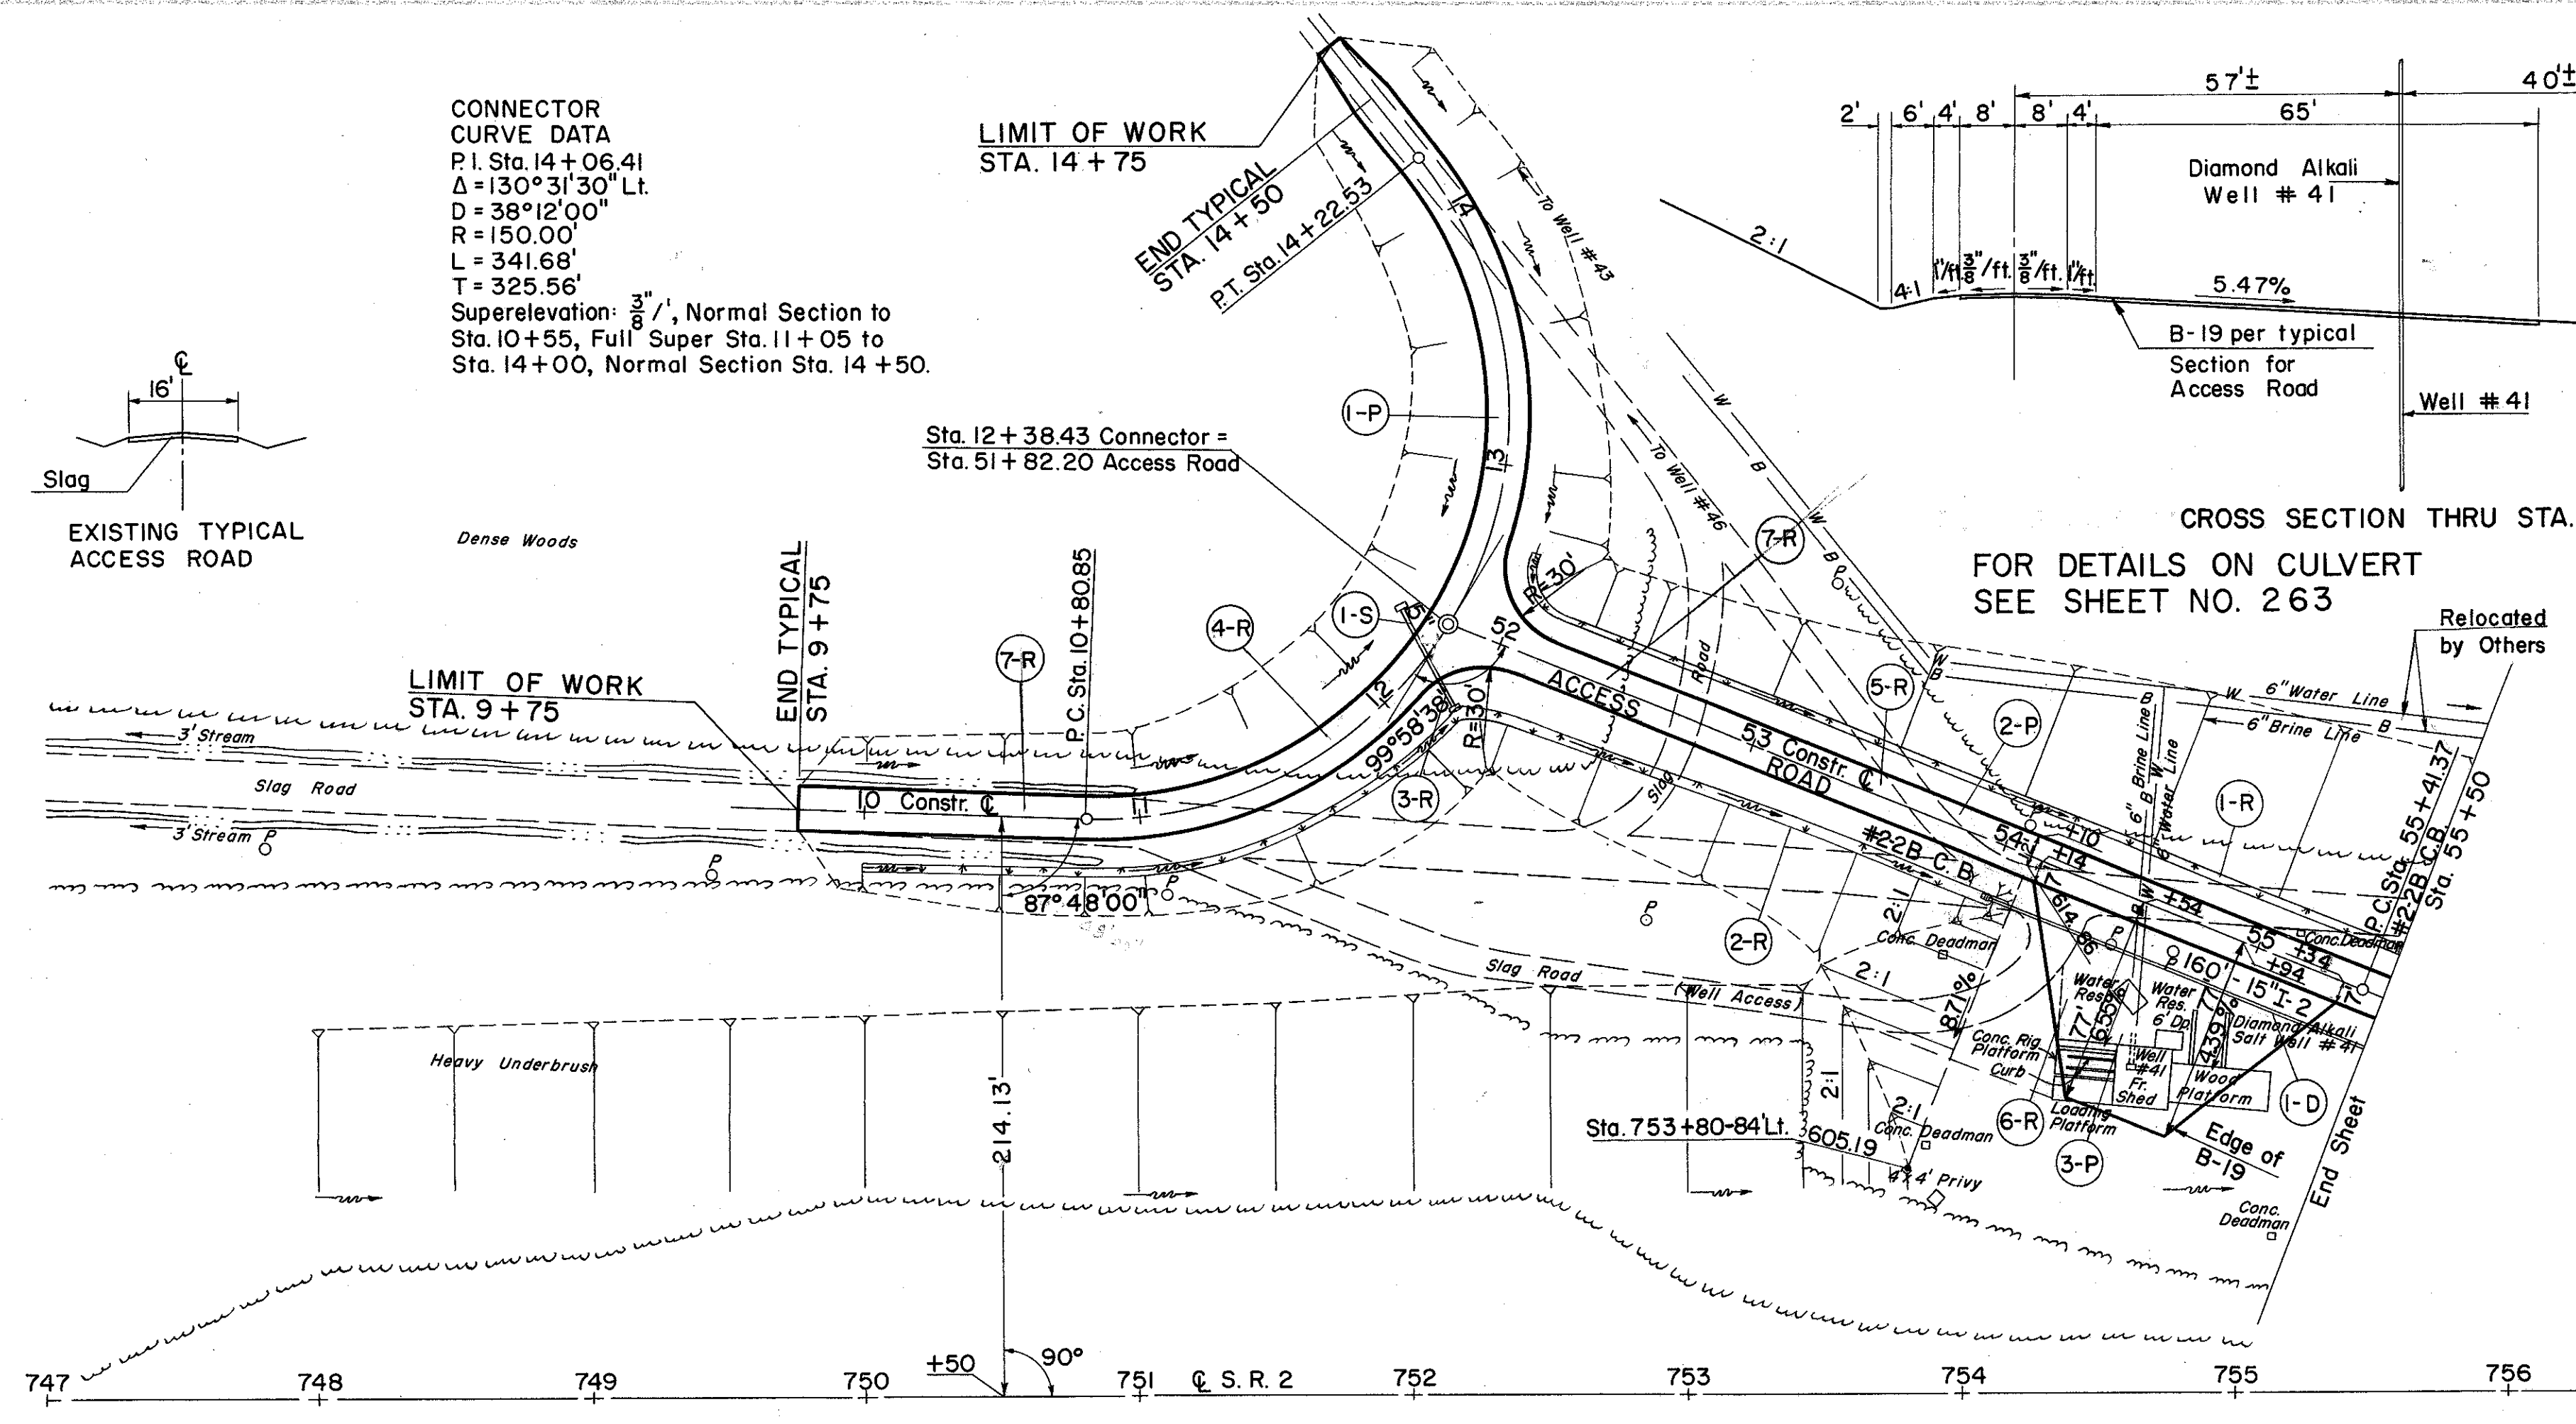 CONNECTOR
CURVE DATA
P.I. Sta. 14+06.41
Δ=130°31'30" Lt.
D = 38°12'00"
R = 150.00'
L = 341.68'
T = 325.56'
Superelevation: 3/8"/', Normal Section to
Sta. 10+55, Full Super Sta. 11+05 to
Sta. 14+00, Normal Section Sta. 14+50.
℄
16'
Slag
EXISTING TYPICAL
ACCESS ROAD
Dense Woods
LIMIT OF WORK
STA. 14+75
END TYPICAL
STA. 14+50
P.T. Sta. 14+22.53
14
To Well #43
1-P
Sta. 12+38.43 Connector =
Sta. 51+82.20 Access Road
13
To Well #46
W
B
W
B
7-R
R=30'
P
57'±
40'±
2'
6'
4'
8'
8'
4'
65'
Diamond Alkali
Well # 41
2:1
4:1
1"/ft.
3/8"/ft.
3/8"/ft.
1"/ft.
5.47%
B-19 per typical
Section for
Access Road
Well # 41
CROSS SECTION THRU STA.
FOR DETAILS ON CULVERT
SEE SHEET NO. 263
Relocated
by Others
LIMIT OF WORK
STA. 9+75
END TYPICAL
STA. 9+75
7-R
P.C. Sta. 10+80.85
4-R
1-S
52
12
99°58'38"
R=30'
3-R
ACCESS
ROAD
53 Constr. ℄
Slag
Road
5-R
2-P
W
B
W
6" Water Line
B
6" Brine Line
6" Brine Line
6" Water Line
1-R
P.C. Sta. 55+41.37
#2-2B C.B.
Sta. 55+50
3' Stream
Slag Road
3' Stream
P
P
P
10 Constr. ℄
11
87°48'00"
#2-2B C. B.
54
+10
+14
+54
55
+34
+94
Conc. Deadman
160' - 15" I-2
P
2-R
2:1
Conc. Deadman
2:1
8.71%
614.86
P
P
Slag Road
(Well Access)
Water
Res.
Water
Res.
6' Dp.
Diamond Alkali
Salt Well #41
Conc. Rig
Platform
Curb
77'
Well
#41
Fr.
Shed
Wood
Platform
Loading
Platform
1-D
6-R
3-P
Edge of
B-19
End Sheet
Heavy Underbrush
214.13'
Sta. 753+80-84' Lt.
605.19
2:1
2:1
Conc. Deadman
4'x4' Privy
Conc.
Deadman
+50
90°
747
748
749
750
751
℄ S. R. 2
752
753
754
755
756